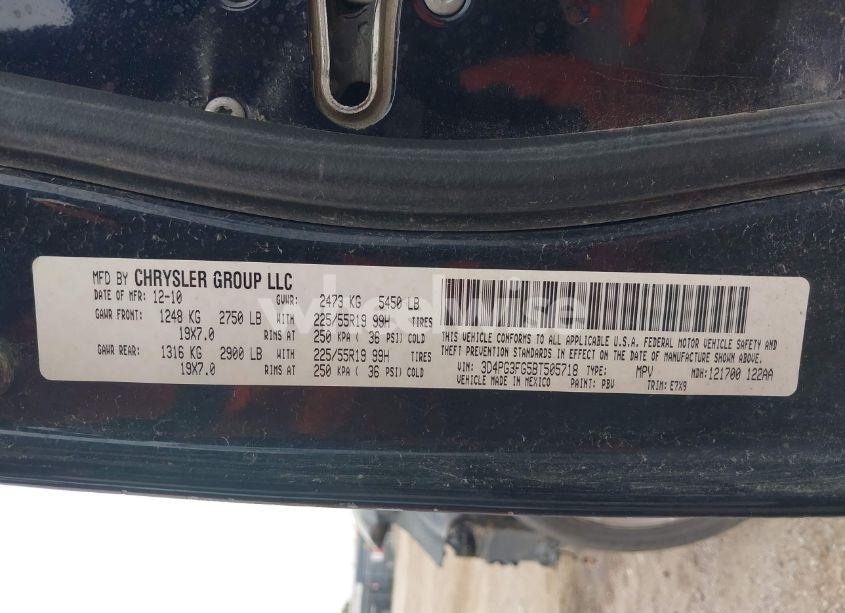 MFD BY CHRYSLER GROUP LLC
DATE OF MFR: 12-10 GVWR: 2473 KG 5450 LB
GAWR FRONT: 1248 KG 2750 LB WITH 225/55R19 99H TIRES
19X7.0 RIMS AT 250 KPA ( 36 PSI) COLD
GAWR REAR: 1316 KG 2900 LB WITH 225/55R19 99H TIRES
19X7.0 RIMS AT 250 KPA ( 36 PSI) COLD
THIS VEHICLE CONFORMS TO ALL APPLICABLE U.S.A. FEDERAL MOTOR VEHICLE SAFETY AND
THEFT PREVENTION STANDARDS IN EFFECT ON THE DATE OF MANUFACTURE SHOWN ABOVE.
VIN: 3D4PG3FG5BT505718 TYPE: MPV MDH: 121700 122AA
VEHICLE MADE IN MEXICO PAINT: PBV TRIM: E7X9